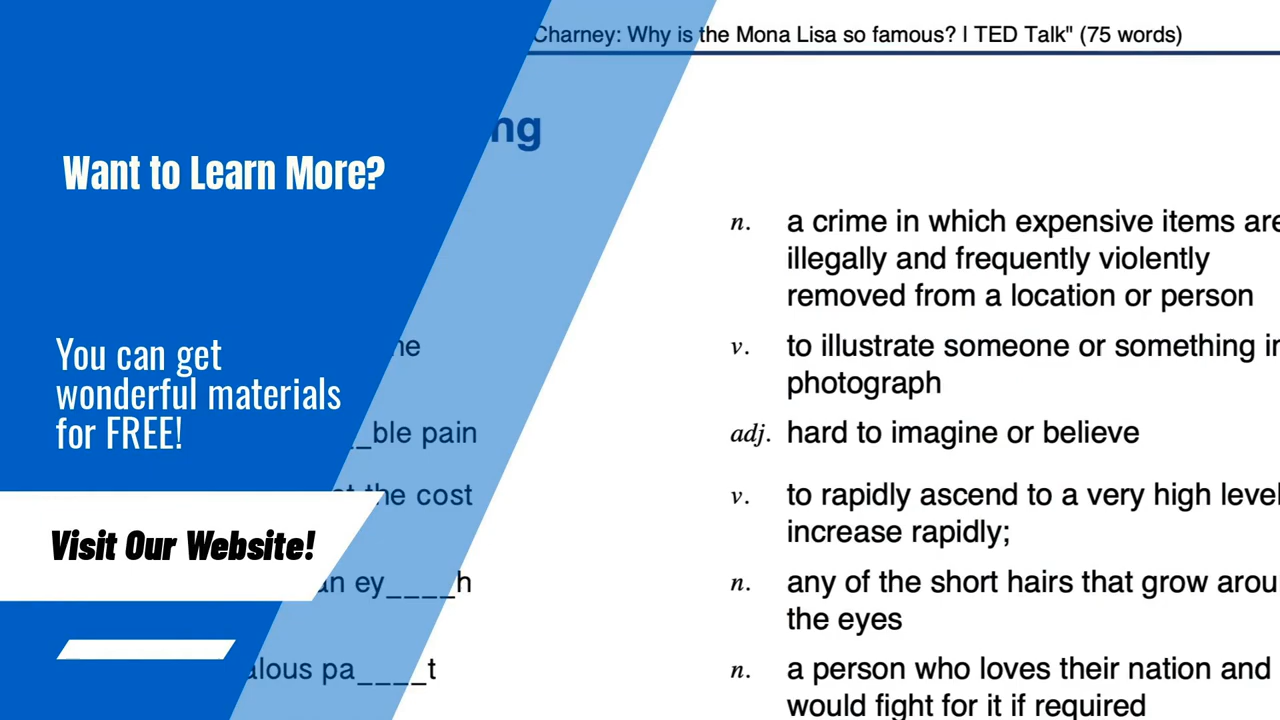 Charney: Why is the Mona Lisa so famous? | TED Talk" (75 words)
ng
Want to Learn More?
You can get
wonderful materials
for FREE!
Visit Our Website!
n. a crime in which expensive items are
illegally and frequently violently
removed from a location or person
ne v. to illustrate someone or something in
photograph
_ble pain adj. hard to imagine or believe
the cost v. to rapidly ascend to a very high level
increase rapidly;
an ey____h n. any of the short hairs that grow arou
the eyes
alous pa____t n. a person who loves their nation and
would fight for it if required